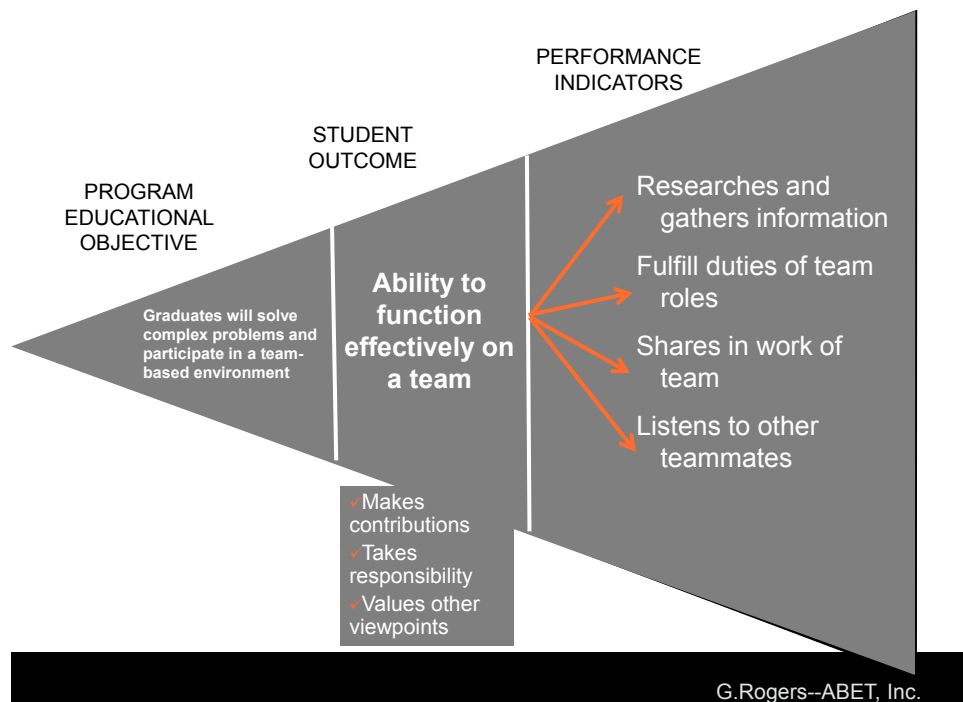 PERFORMANCE
INDICATORS
STUDENT
OUTCOME
PROGRAM
EDUCATIONAL
OBJECTIVE
Graduates will solve
complex problems and
participate in a team-
based environment
Ability to
function
effectively on
a team
Researches and
gathers information
Fulfill duties of team
roles
Shares in work of
team
Listens to other
teammates
✓Makes
contributions
✓Takes
responsibility
✓Values other
viewpoints
G.Rogers--ABET, Inc.